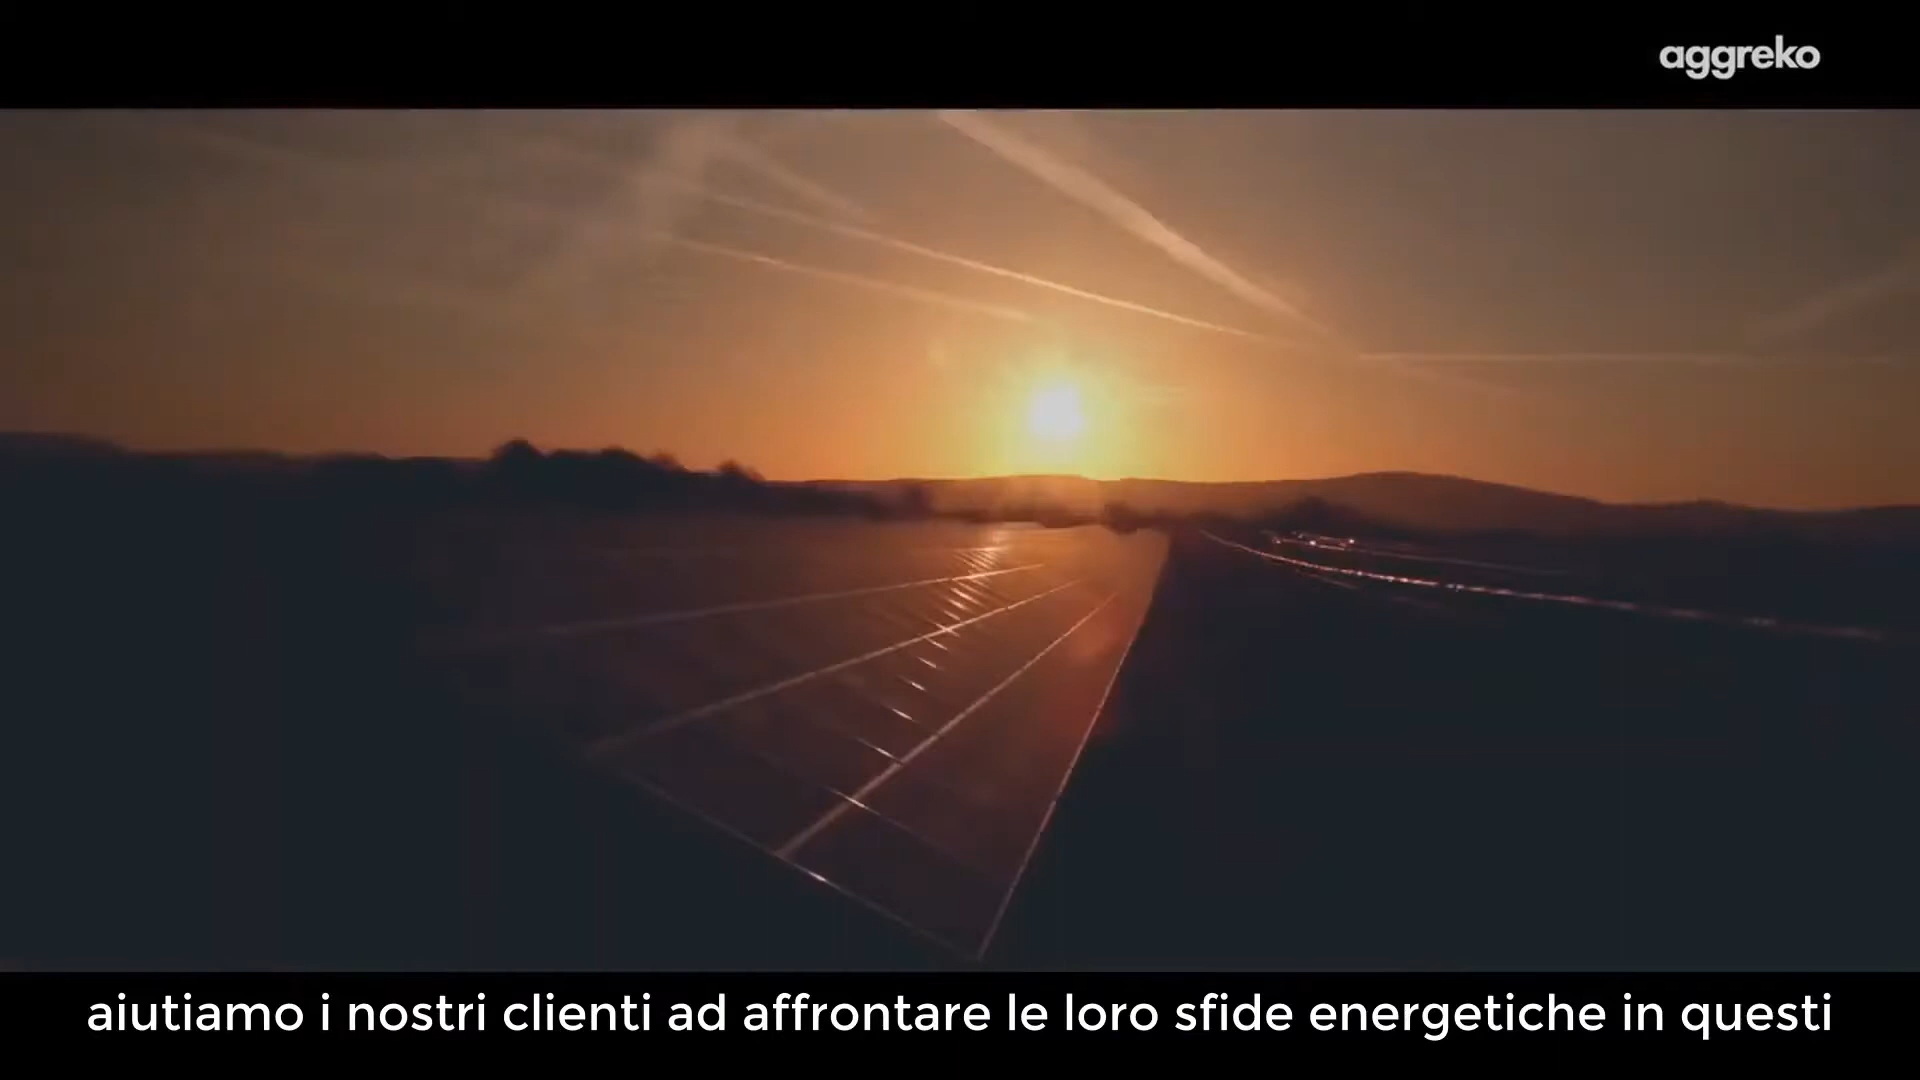 aggreko
aiutiamo i nostri clienti ad affrontare le loro sfide energetiche in questi